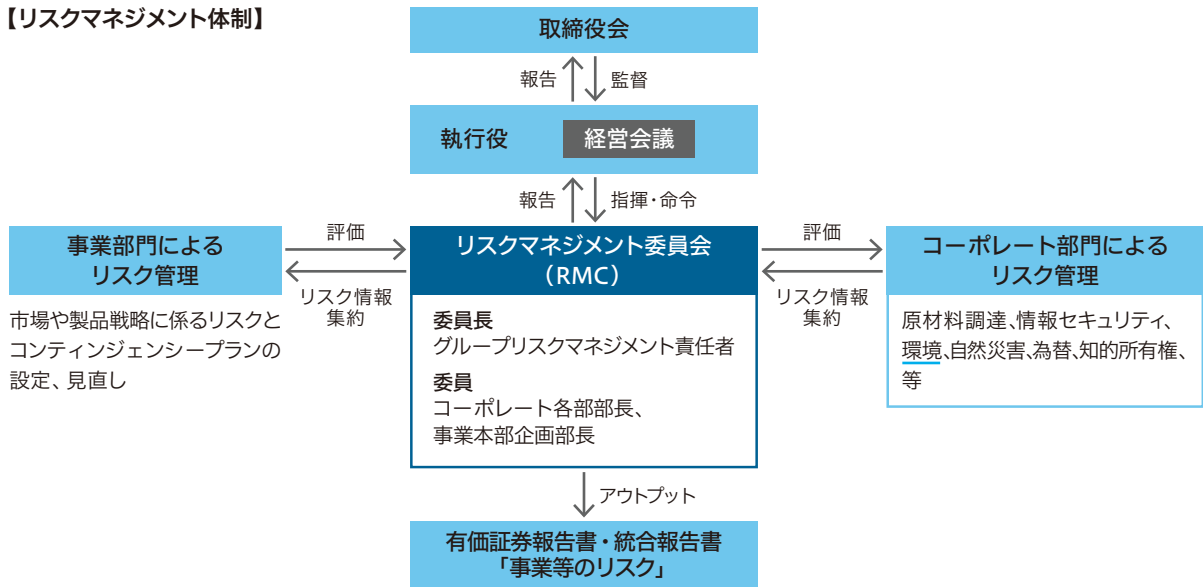 【リスクマネジメント体制】
取締役会
報告
監督
執行役
経営会議
報告
指揮・命令
事業部門による
リスク管理
市場や製品戦略に係るリスクと
コンティンジェンシープランの
設定、見直し
評価
リスク情報
集約
リスクマネジメント委員会
（RMC）
委員長
グループリスクマネジメント責任者
委員
コーポレート各部部長、
事業本部企画部長
評価
リスク情報
集約
コーポレート部門による
リスク管理
原材料調達、情報セキュリティ、
環境、自然災害、為替、知的所有権、
等
アウトプット
有価証券報告書・統合報告書
「事業等のリスク」